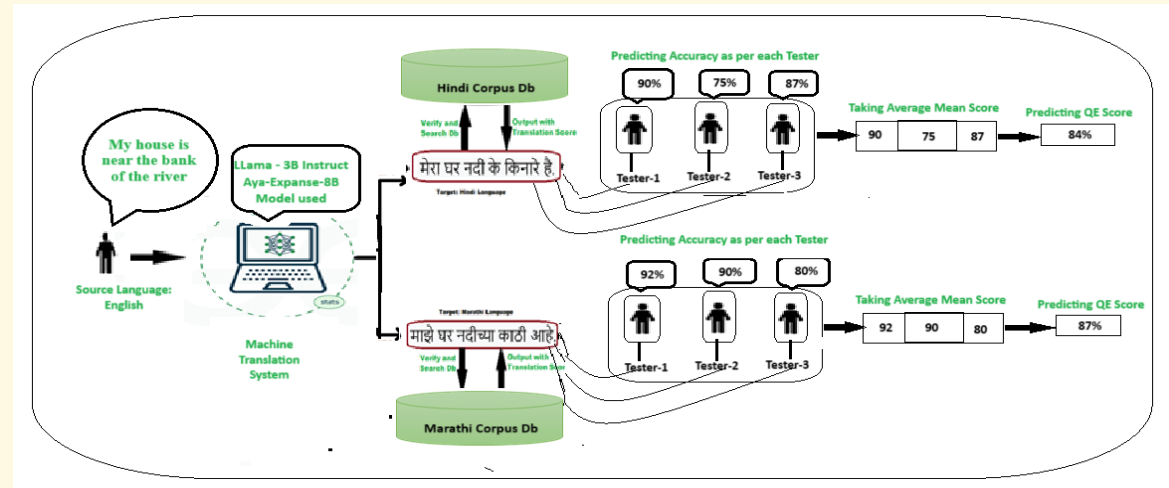 My house is
near the bank
of the river
Source Language:
English
LLama - 3B Instruct
Aya-Expanse-8B
Model used
stats
Machine
Translation
System
Hindi Corpus Db
Verify and
Search Db
Output with
Translation Score
मेरा घर नदी के किनारे है.
Target: Hindi Language
Predicting Accuracy as per each Tester
90%
75%
87%
Tester-1
Tester-2
Tester-3
Taking Average Mean Score
90
75
87
Predicting QE Score
84%
Target: Marathi Language
माझे घर नदीच्या काठी आहे.
Verify and
Search Db
Output with
Translation Scor
Marathi Corpus Db
Predicting Accuracy as per each Tester
92%
90%
80%
Tester-1
Tester-2
Tester-3
Taking Average Mean Score
92
90
80
Predicting QE Score
87%